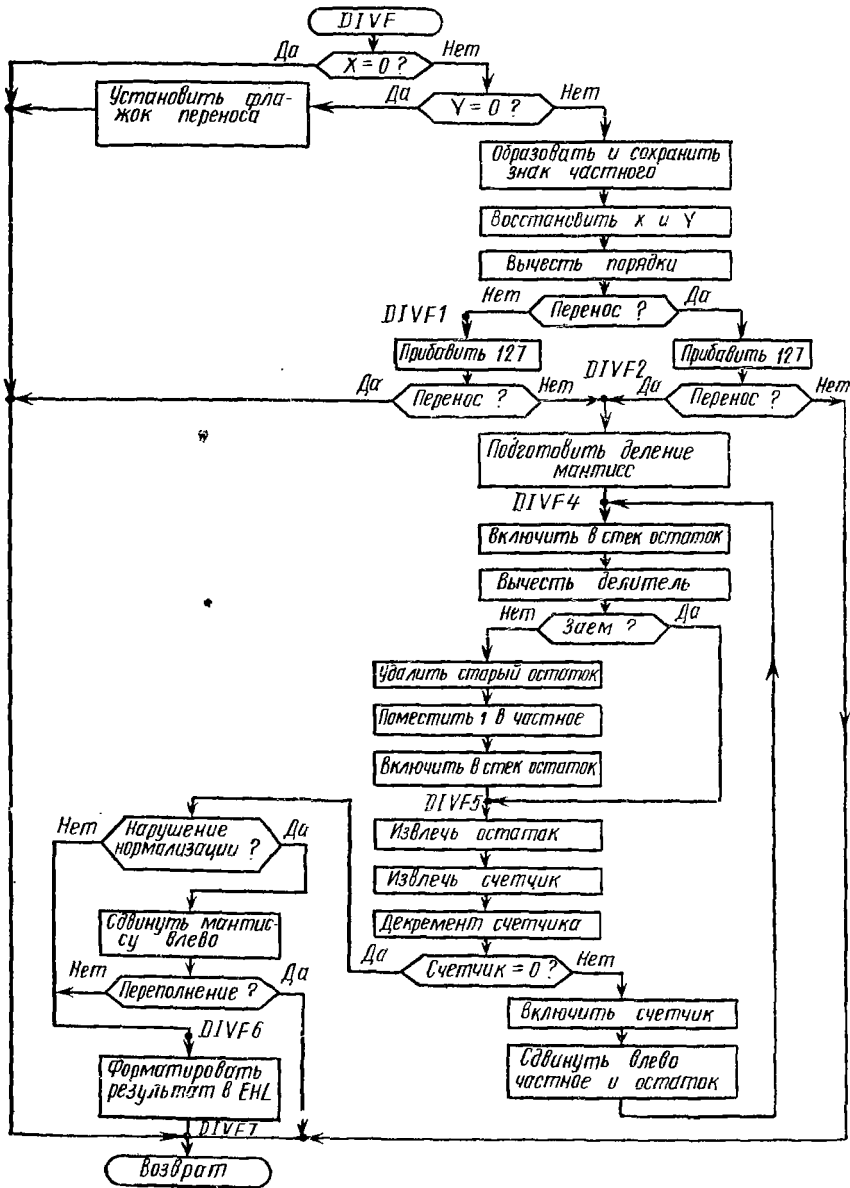 DIVF
Да
Нет
X=0 ?
Установить фла-
жок переноса
Да
Y=0 ?
Нет
Образовать и сохранить
знак частного
Восстановить X и Y
Вычесть порядки
Нет
Перенос ?
Да
DIVF1
Прибавить 127
Прибавить 127
Да
Перенос ?
Нет
DIVF2
Да
Перенос ?
Нет
Подготовить деление
мантисс
DIVF4
Включить в стек остаток
Вычесть делитель
Нет
Заем ?
Да
Удалить старый остаток
Поместить 1 в частное
Включить в стек остаток
DIVF5
Нет
Нарушение
нормализации ?
Да
Извлечь остаток
Извлечь счетчик
Сдвинуть мантис-
су влево
Декремент счетчика
Нет
Переполнение ?
Да
Да
Счетчик = 0 ?
Нет
Включить счетчик
DIVF6
Форматировать
результат в EHL
Сдвинуть влево
частное и остаток
DIVF7
Возврат